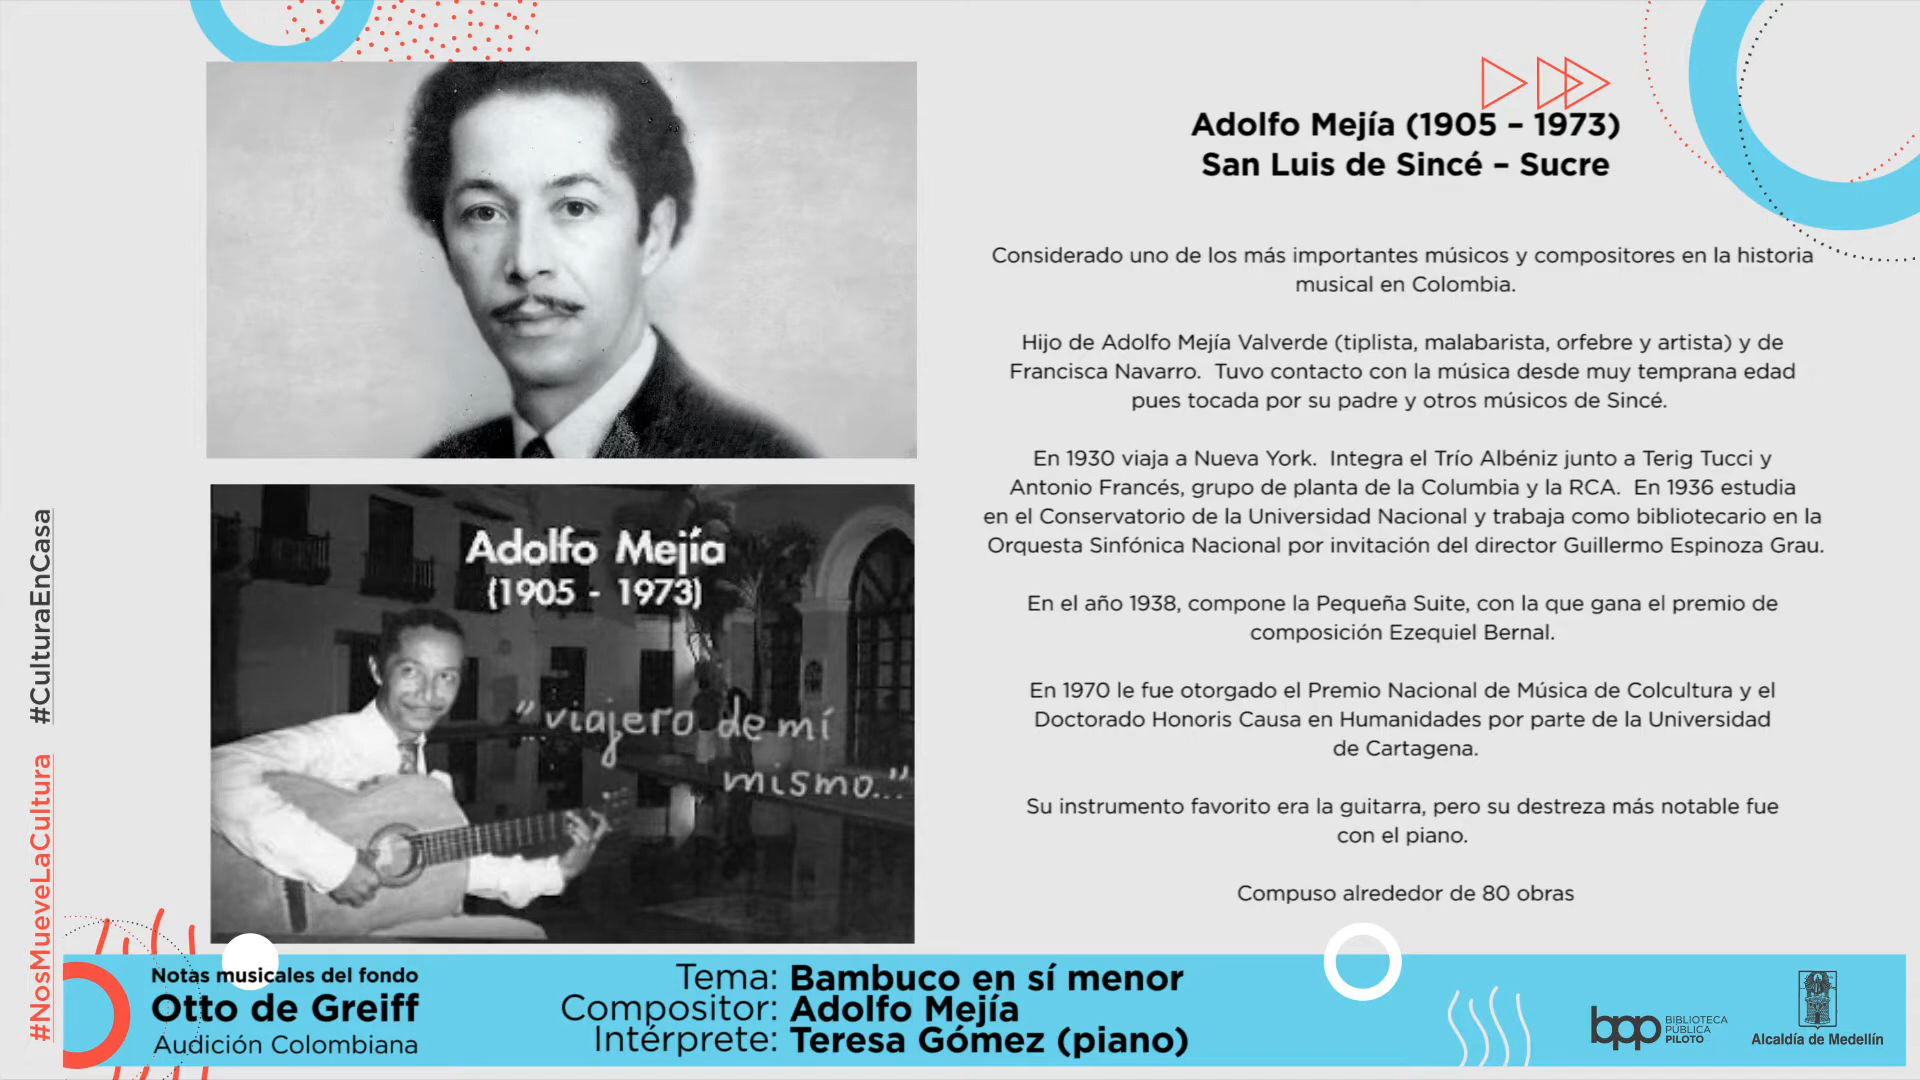 Adolfo Mejía (1905 – 1973)
San Luis de Sincé – Sucre
Considerado uno de los más importantes músicos y compositores en la historia
musical en Colombia.
Hijo de Adolfo Mejía Valverde (tiplista, malabarista, orfebre y artista) y de
Francisca Navarro. Tuvo contacto con la música desde muy temprana edad
pues tocada por su padre y otros músicos de Sincé.
En 1930 viaja a Nueva York. Integra el Trío Albéniz junto a Terig Tucci y
Antonio Francés, grupo de planta de la Columbia y la RCA. En 1936 estudia
en el Conservatorio de la Universidad Nacional y trabaja como bibliotecario en la
Orquesta Sinfónica Nacional por invitación del director Guillermo Espinoza Grau.
En el año 1938, compone la Pequeña Suite, con la que gana el premio de
composición Ezequiel Bernal.
En 1970 le fue otorgado el Premio Nacional de Música de Colcultura y el
Doctorado Honoris Causa en Humanidades por parte de la Universidad
de Cartagena.
Su instrumento favorito era la guitarra, pero su destreza más notable fue
con el piano.
Compuso alrededor de 80 obras
Adolfo Mejía
(1905 - 1973)
"viajero de mí
mismo..."
#NosMueveLaCultura #CulturaEnCasa
Notas musicales del fondo
Otto de Greiff
Audición Colombiana
Tema: Bambuco en sí menor
Compositor: Adolfo Mejía
Intérprete: Teresa Gómez (piano)
bpp BIBLIOTECA
PÚBLICA
PILOTO
Alcaldía de Medellín